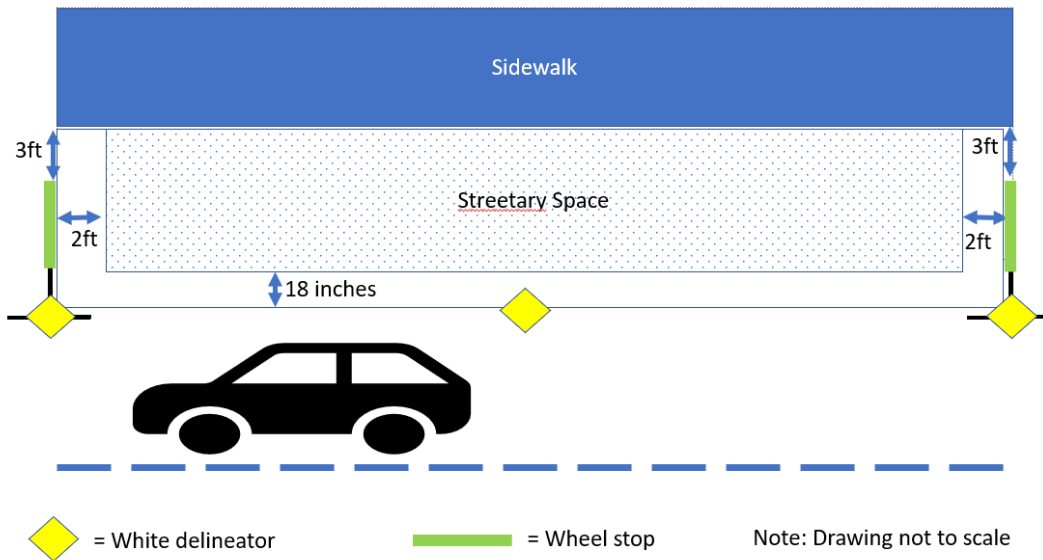 Sidewalk
3ft
3ft
Streetary Space
2ft
2ft
18 inches
= White delineator
= Wheel stop
Note: Drawing not to scale